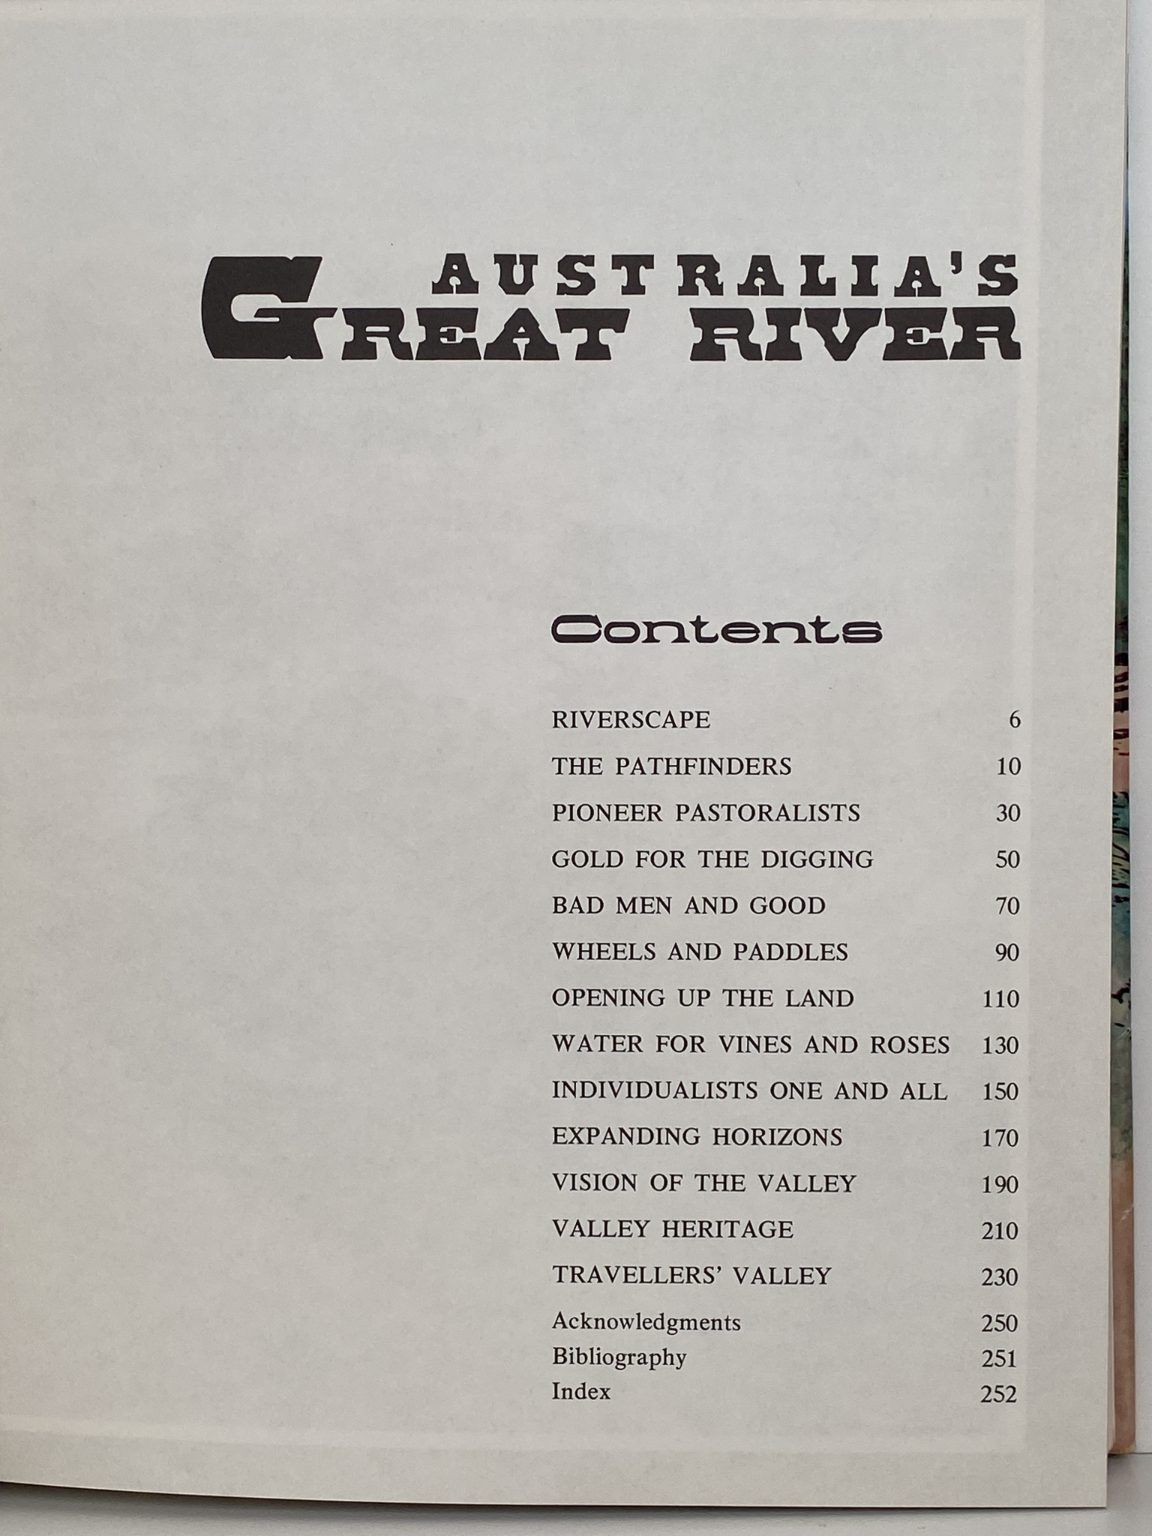 AUSTRALIA'S
GREAT RIVER
Contents
RIVERSCAPE 6
THE PATHFINDERS 10
PIONEER PASTORALISTS 30
GOLD FOR THE DIGGING 50
BAD MEN AND GOOD 70
WHEELS AND PADDLES 90
OPENING UP THE LAND 110
WATER FOR VINES AND ROSES 130
INDIVIDUALISTS ONE AND ALL 150
EXPANDING HORIZONS 170
VISION OF THE VALLEY 190
VALLEY HERITAGE 210
TRAVELLERS' VALLEY 230
Acknowledgments 250
Bibliography 251
Index 252